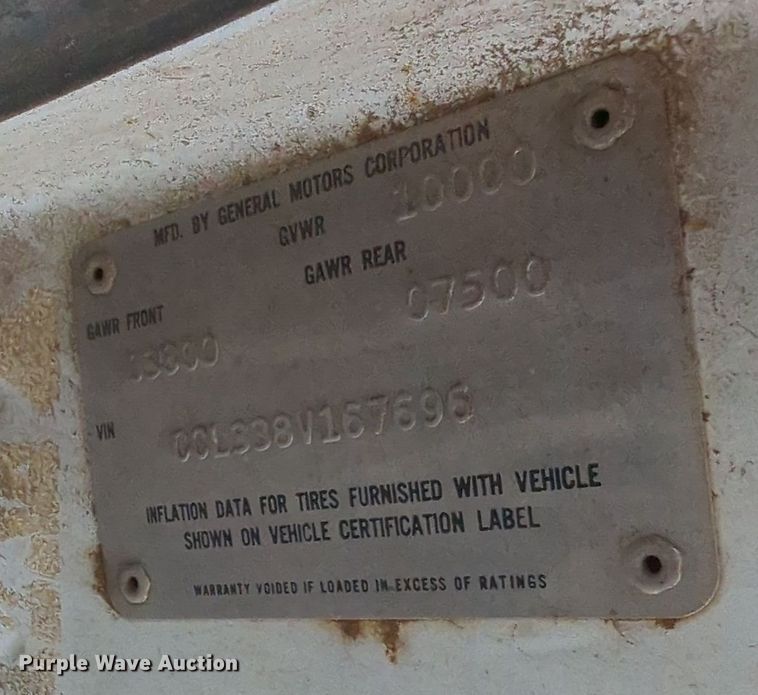 MFD. BY GENERAL MOTORS CORPORATION
GVWR 10000
GAWR REAR
GAWR FRONT 07500
VIN
INFLATION DATA FOR TIRES FURNISHED WITH VEHICLE
SHOWN ON VEHICLE CERTIFICATION LABEL
WARRANTY VOIDED IF LOADED IN EXCESS OF RATINGS
Purple Wave Auction